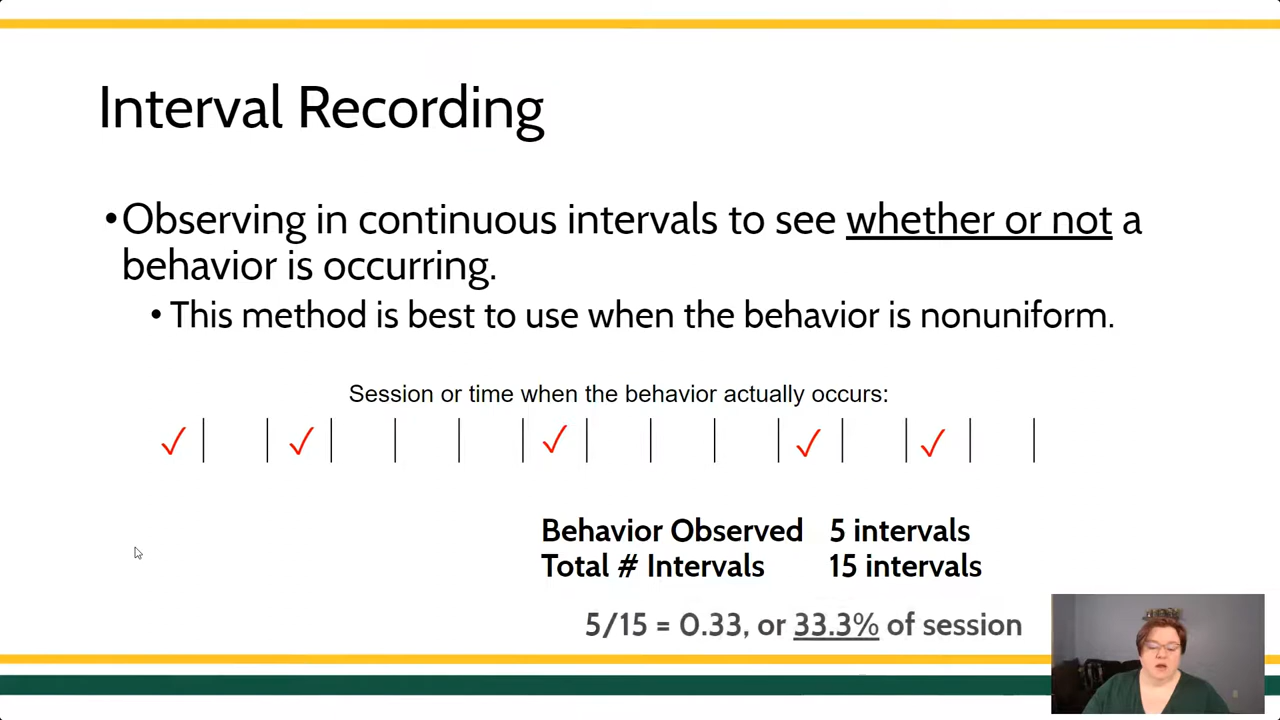 Interval Recording
•Observing in continuous intervals to see whether or not a
behavior is occurring.
• This method is best to use when the behavior is nonuniform.
Session or time when the behavior actually occurs:
Behavior Observed 5 intervals
Total # Intervals 15 intervals
5/15 = 0.33, or 33.3% of session